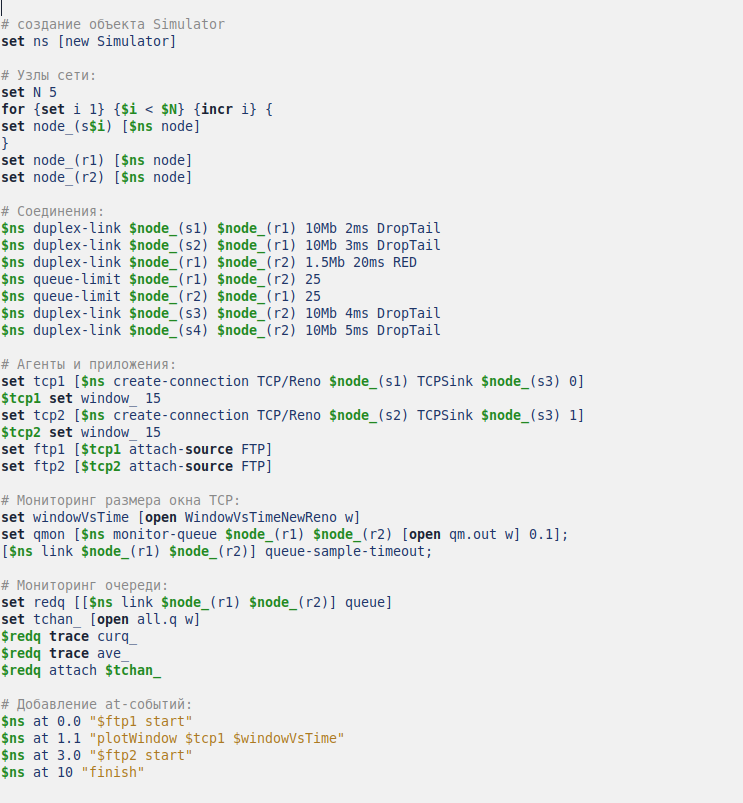 # создание объекта Simulator
set ns [new Simulator]
# Узлы сети:
set N 5
for {set i 1} {$i < $N} {incr i} {
set node_(s$i) [$ns node]
}
set node_(r1) [$ns node]
set node_(r2) [$ns node]
# Соединения:
$ns duplex-link $node_(s1) $node_(r1) 10Mb 2ms DropTail
$ns duplex-link $node_(s2) $node_(r1) 10Mb 3ms DropTail
$ns duplex-link $node_(r1) $node_(r2) 1.5Mb 20ms RED
$ns queue-limit $node_(r1) $node_(r2) 25
$ns queue-limit $node_(r2) $node_(r1) 25
$ns duplex-link $node_(s3) $node_(r2) 10Mb 4ms DropTail
$ns duplex-link $node_(s4) $node_(r2) 10Mb 5ms DropTail
# Агенты и приложения:
set tcp1 [$ns create-connection TCP/Reno $node_(s1) TCPSink $node_(s3) 0]
$tcp1 set window_ 15
set tcp2 [$ns create-connection TCP/Reno $node_(s2) TCPSink $node_(s3) 1]
$tcp2 set window_ 15
set ftp1 [$tcp1 attach-source FTP]
set ftp2 [$tcp2 attach-source FTP]
# Мониторинг размера окна TCP:
set windowVsTime [open WindowVsTimeNewReno w]
set qmon [$ns monitor-queue $node_(r1) $node_(r2) [open qm.out w] 0.1];
[$ns link $node_(r1) $node_(r2)] queue-sample-timeout;
# Мониторинг очереди:
set redq [[$ns link $node_(r1) $node_(r2)] queue]
set tchan_ [open all.q w]
$redq trace curq_
$redq trace ave_
$redq attach $tchan_
# Добавление at-событий:
$ns at 0.0 "$ftp1 start"
$ns at 1.1 "plotWindow $tcp1 $windowVsTime"
$ns at 3.0 "$ftp2 start"
$ns at 10 "finish"